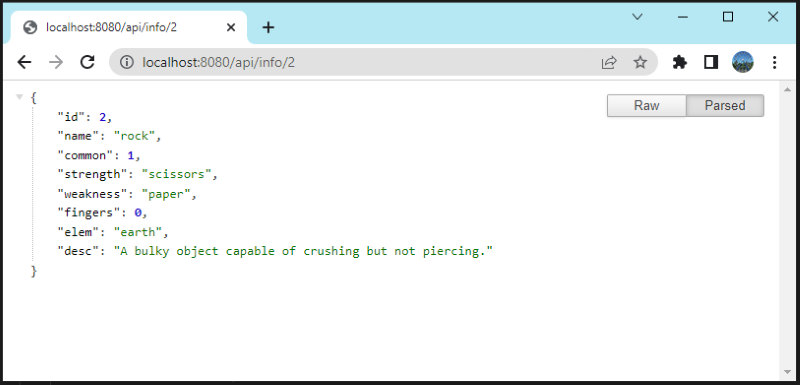 localhost:8080/api/info/2
localhost:8080/api/info/2
Raw
Parsed
{
"id": 2,
"name": "rock",
"common": 1,
"strength": "scissors",
"weakness": "paper",
"fingers": 0,
"elem": "earth",
"desc": "A bulky object capable of crushing but not piercing."
}